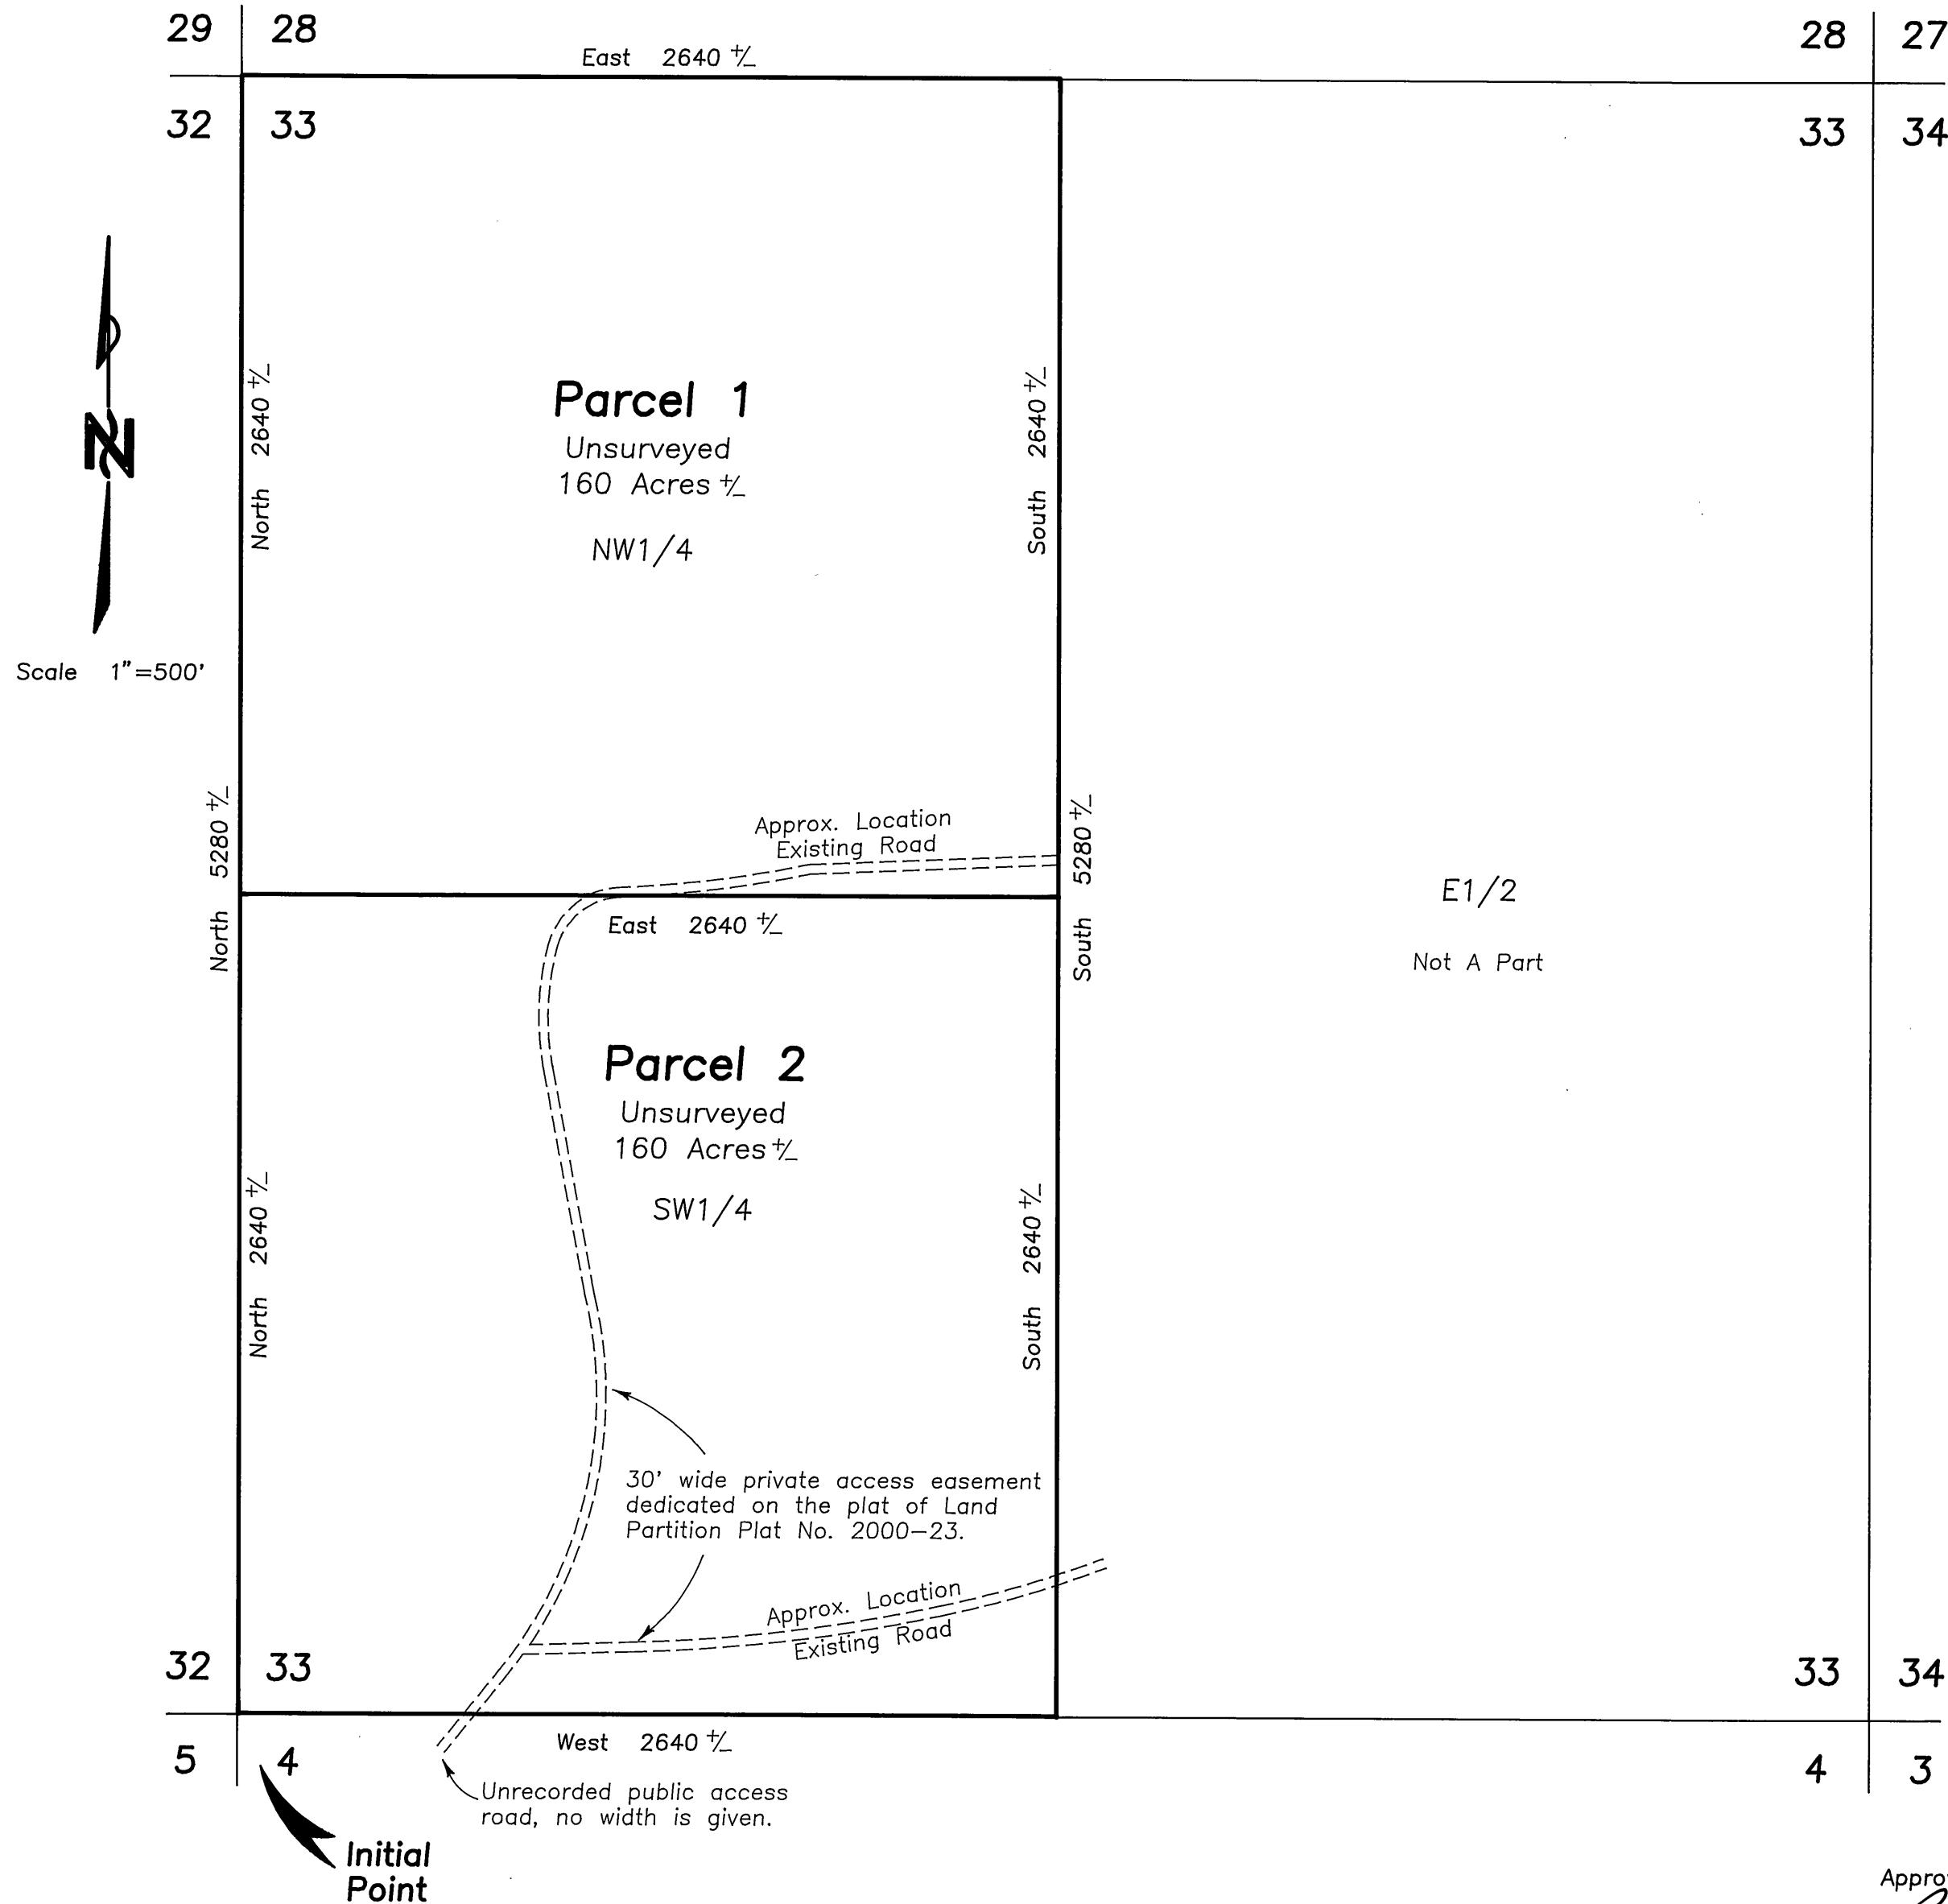 29 28
28 27
East 2640 +/-
32 33
33 34
N
Scale 1"=500'
North 2640 +/-
South 2640 +/-
Parcel 1
Unsurveyed
160 Acres +/-
NW1/4
North 5280 +/-
South 5280 +/-
Approx. Location
Existing Road
East 2640 +/-
E1/2
Not A Part
Parcel 2
Unsurveyed
160 Acres +/-
SW1/4
North 2640 +/-
South 2640 +/-
30' wide private access easement
dedicated on the plat of Land
Partition Plat No. 2000-23.
Approx. Location
Existing Road
32 33
33 34
West 2640 +/-
5 4
4 3
Unrecorded public access
road, no width is given.
Initial
Point